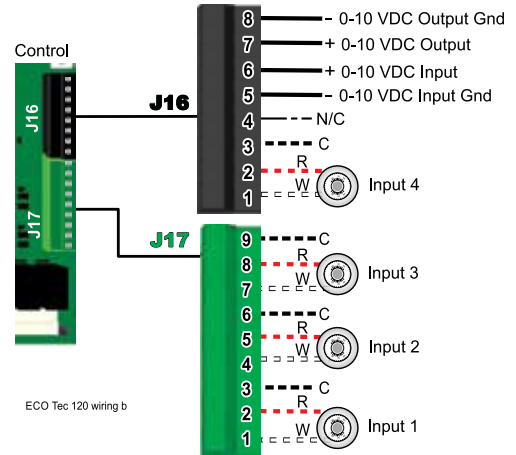 Control
J16
J17
J16
8 - 0-10 VDC Output Gnd
7 + 0-10 VDC Output
6 + 0-10 VDC Input
5 - 0-10 VDC Input Gnd
4 N/C
3 C
2 R
1 W Input 4
J17
9 C
8 R
7 W Input 3
6 C
5 R
4 W Input 2
3 C
2 R
1 W Input 1
ECO Tec 120 wiring b